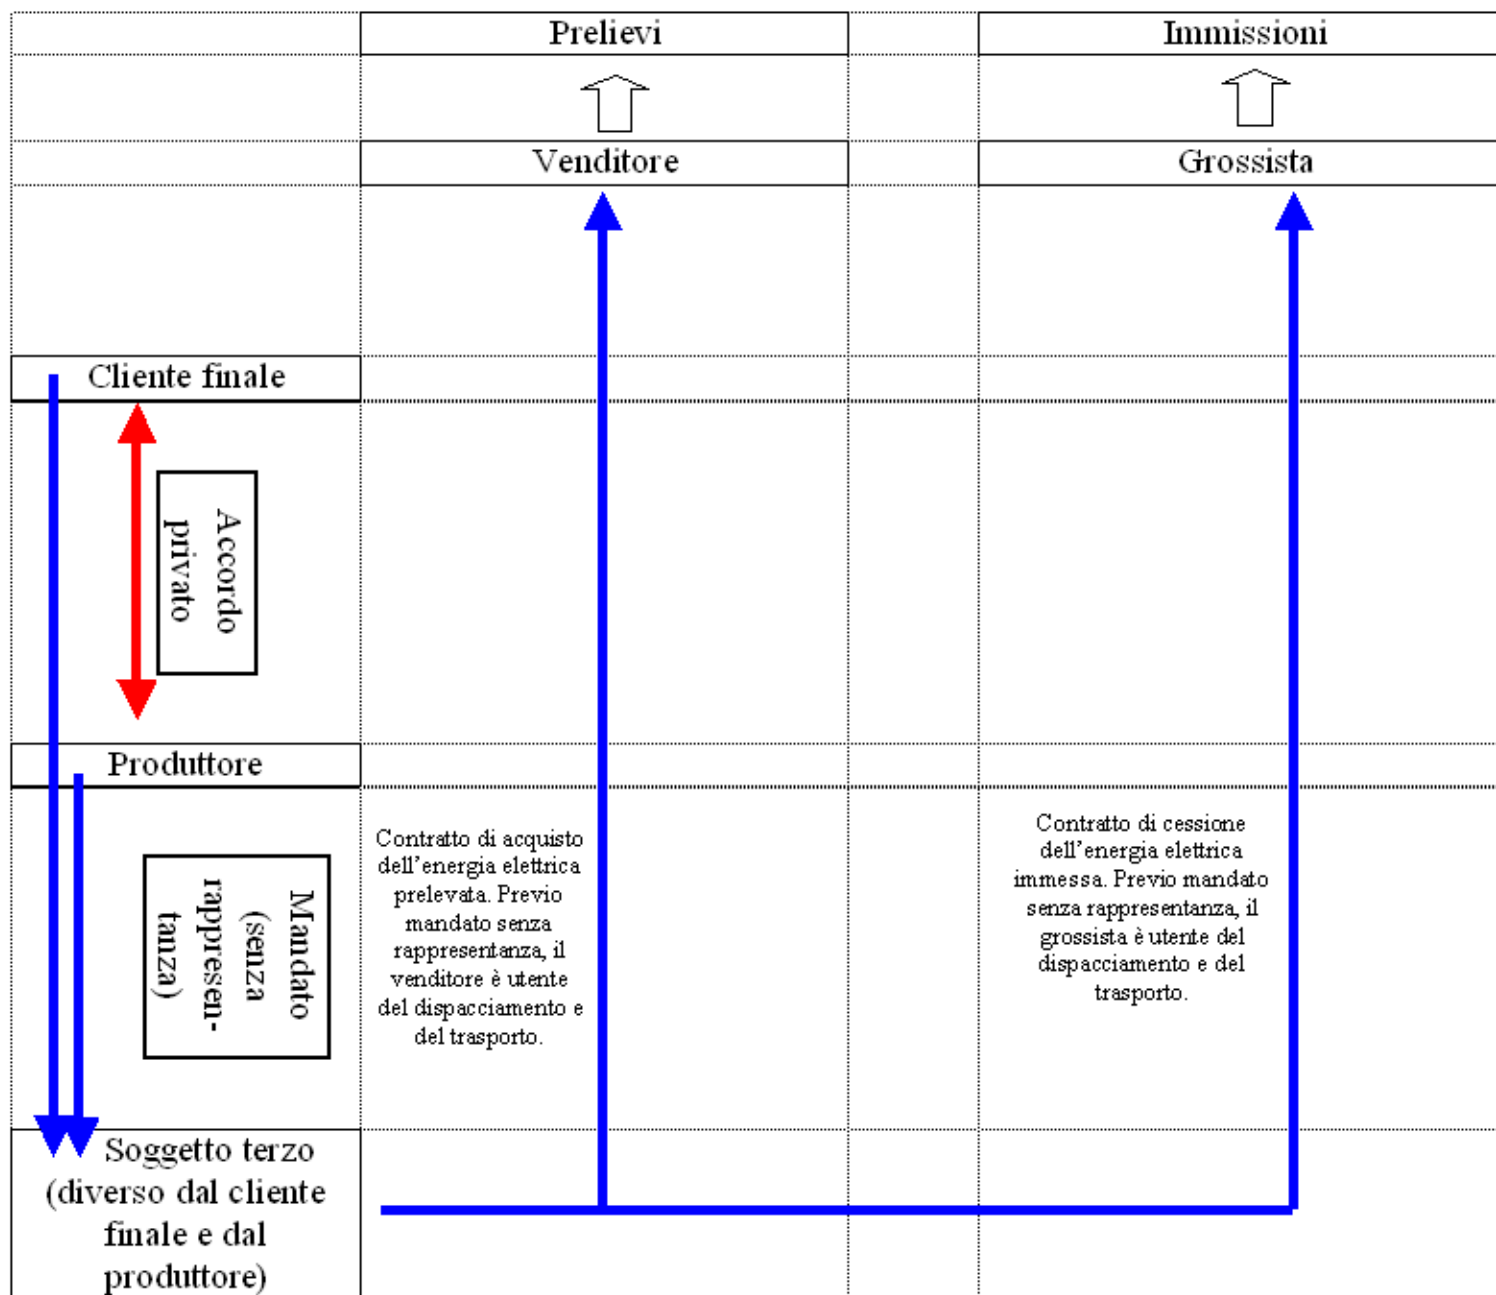 Prelievi
Immissioni
Venditore
Grossista
Cliente finale
Accordo
privato
Produttore
Mandato
(senza
rappresen-
tanza)
Contratto di acquisto
dell'energia elettrica
prelevata. Previo
mandato senza
rappresentanza, il
venditore è utente
del dispacciamento e
del trasporto.
Contratto di cessione
dell'energia elettrica
immessa. Previo mandato
senza rappresentanza, il
grossista è utente del
dispacciamento e del
trasporto.
Soggetto terzo
(diverso dal cliente
finale e dal
produttore)